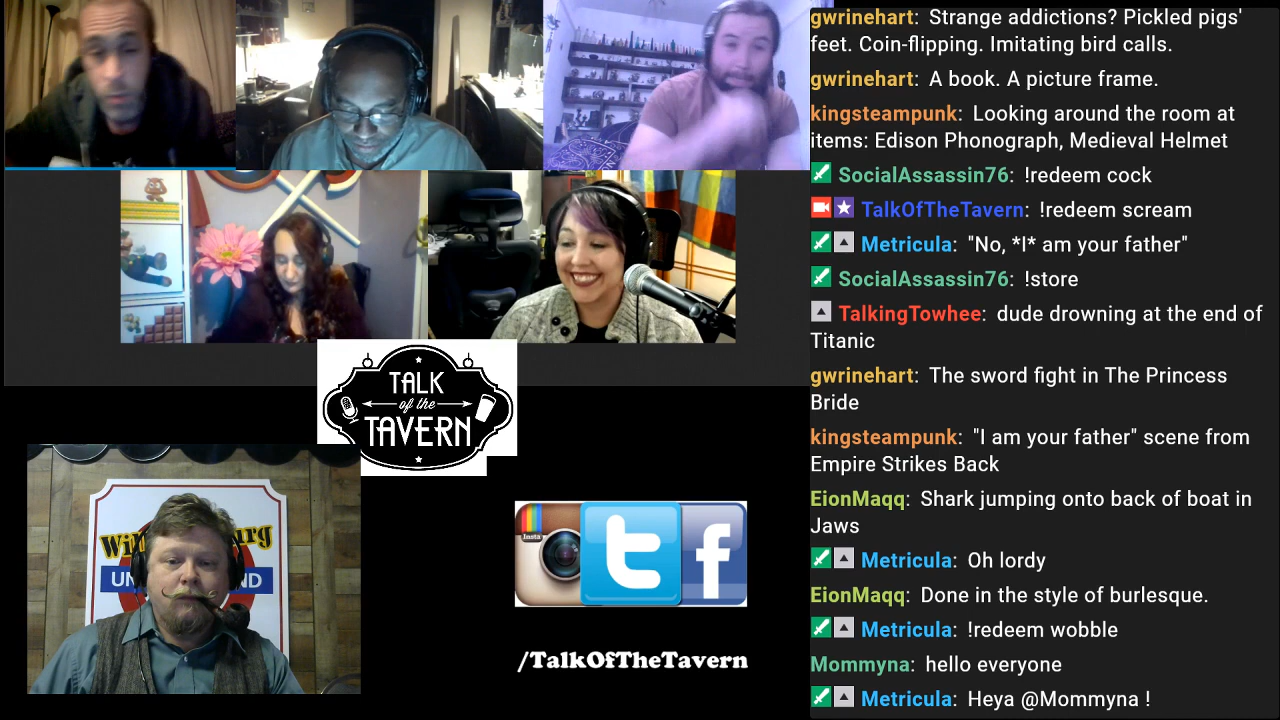 gwrinehart: Strange addictions? Pickled pigs'
feet. Coin-flipping. Imitating bird calls.
gwrinehart: A book. A picture frame.
kingsteampunk: Looking around the room at
items: Edison Phonograph, Medieval Helmet
SocialAssassin76: !redeem cock
TalkOfTheTavern: !redeem scream
Metricula: "No, *I* am your father"
SocialAssassin76: !store
TalkingTowhee: dude drowning at the end of
Titanic
gwrinehart: The sword fight in The Princess
Bride
kingsteampunk: "I am your father" scene from
Empire Strikes Back
EionMaqq: Shark jumping onto back of boat in
Jaws
Metricula: Oh lordy
EionMaqq: Done in the style of burlesque.
Metricula: !redeem wobble
Mommyna: hello everyone
Metricula: Heya @Mommyna !
TALK
of the
TAVERN
Insta
/TalkOfTheTavern